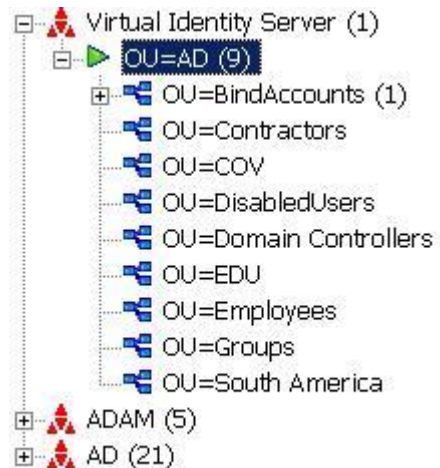 Virtual Identity Server (1)
OU=AD (9)
OU=BindAccounts (1)
OU=Contractors
OU=COV
OU=DisabledUsers
OU=Domain Controllers
OU=EDU
OU=Employees
OU=Groups
OU=South America
ADAM (5)
AD (21)